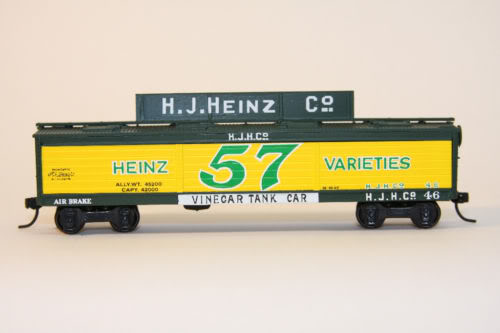 H.J.HEINZ CO
H.J.H.CO
HEINZ 57 VARIETIES
ALLY.WT. 45200
CAPY. 42000
H.J.H.CO 46
AIR BRAKE
VINEGAR TANK CAR
H.J.H.CO 46